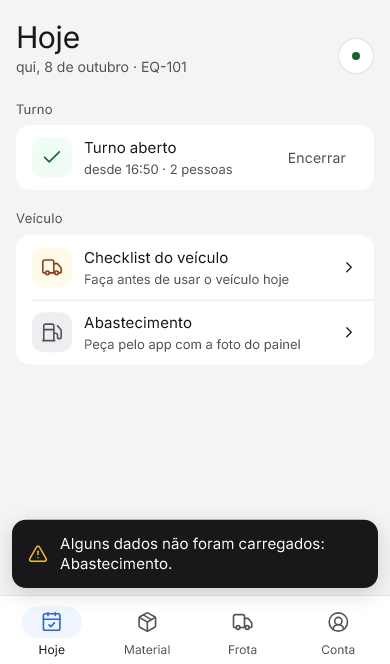 Hoje
qui, 8 de outubro · EQ-101
Turno
Turno aberto
desde 16:50 · 2 pessoas
Encerrar
Veículo
Checklist do veículo
Faça antes de usar o veículo hoje
Abastecimento
Peça pelo app com a foto do painel
Alguns dados não foram carregados:
Abastecimento.
Hoje
Material
Frota
Conta